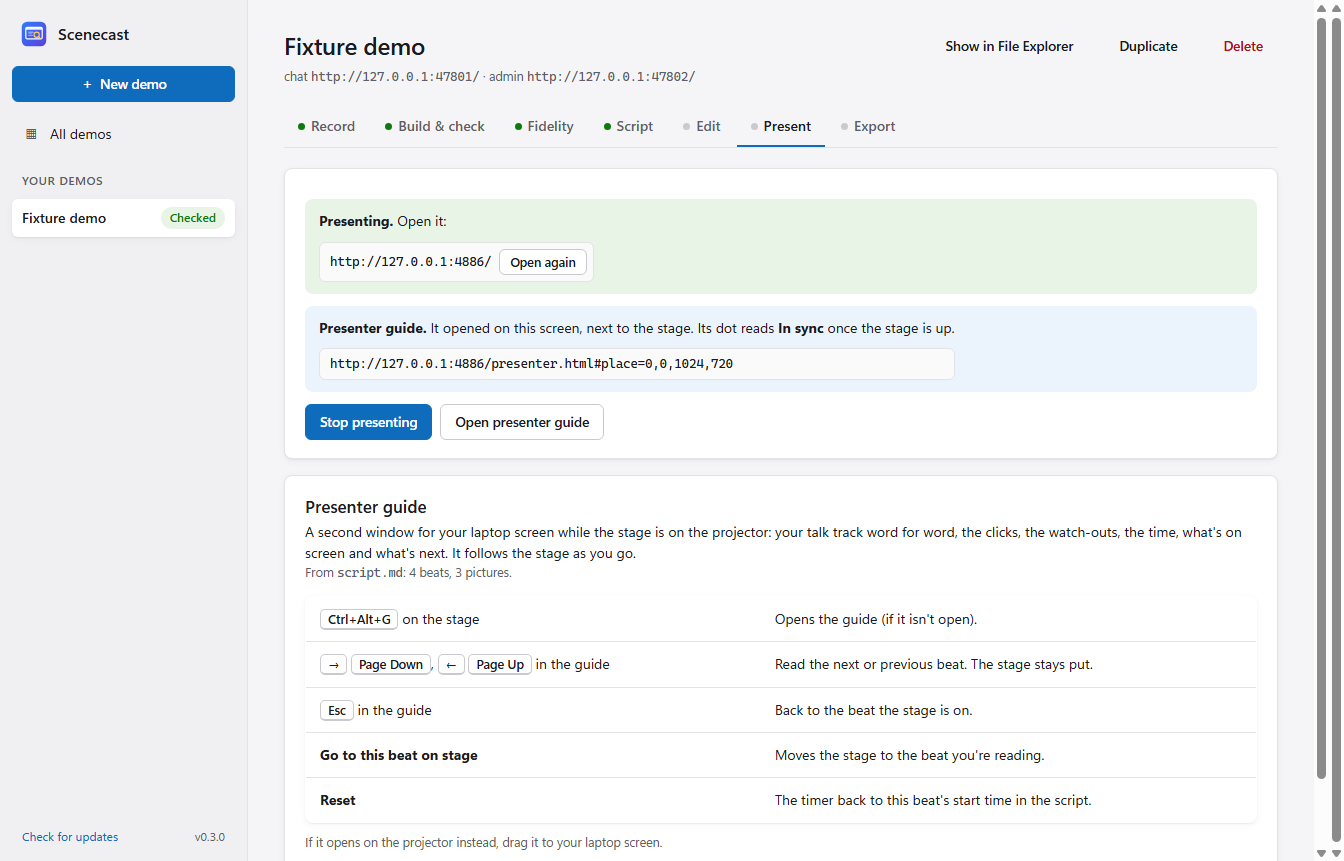 Scenecast
+ New demo
All demos
YOUR DEMOS
Fixture demo
Checked
Check for updates
v0.3.0
Fixture demo
Show in File Explorer
Duplicate
Delete
chat http://127.0.0.1:47801/ · admin http://127.0.0.1:47802/
Record
Build & check
Fidelity
Script
Edit
Present
Export
Presenting. Open it:
http://127.0.0.1:4886/
Open again
Presenter guide. It opened on this screen, next to the stage. Its dot reads In sync once the stage is up.
http://127.0.0.1:4886/presenter.html#place=0,0,1024,720
Stop presenting
Open presenter guide
Presenter guide
A second window for your laptop screen while the stage is on the projector: your talk track word for word, the clicks, the watch-outs, the time, what's on
screen and what's next. It follows the stage as you go.
From script.md: 4 beats, 3 pictures.
Ctrl+Alt+G on the stage
Opens the guide (if it isn't open).
→ Page Down, ← Page Up in the guide
Read the next or previous beat. The stage stays put.
Esc in the guide
Back to the beat the stage is on.
Go to this beat on stage
Moves the stage to the beat you're reading.
Reset
The timer back to this beat's start time in the script.
If it opens on the projector instead, drag it to your laptop screen.